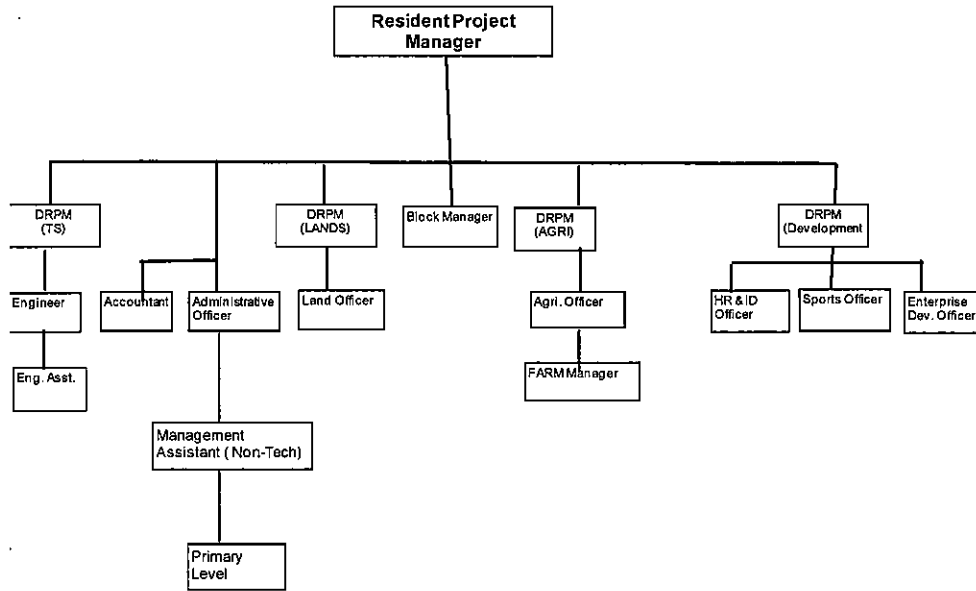 Resident Project
Manager
DRPM
(TS)
DRPM
(LANDS)
Block Manager
DRPM
(AGRI)
DRPM
(Development
Engineer
Accountant
Administrative
Officer
Land Officer
Agri. Officer
HR & ID
Officer
Sports Officer
Enterprise
Dev. Officer
Eng. Asst.
FARM Manager
Management
Assistant ( Non-Tech)
Primary
Level